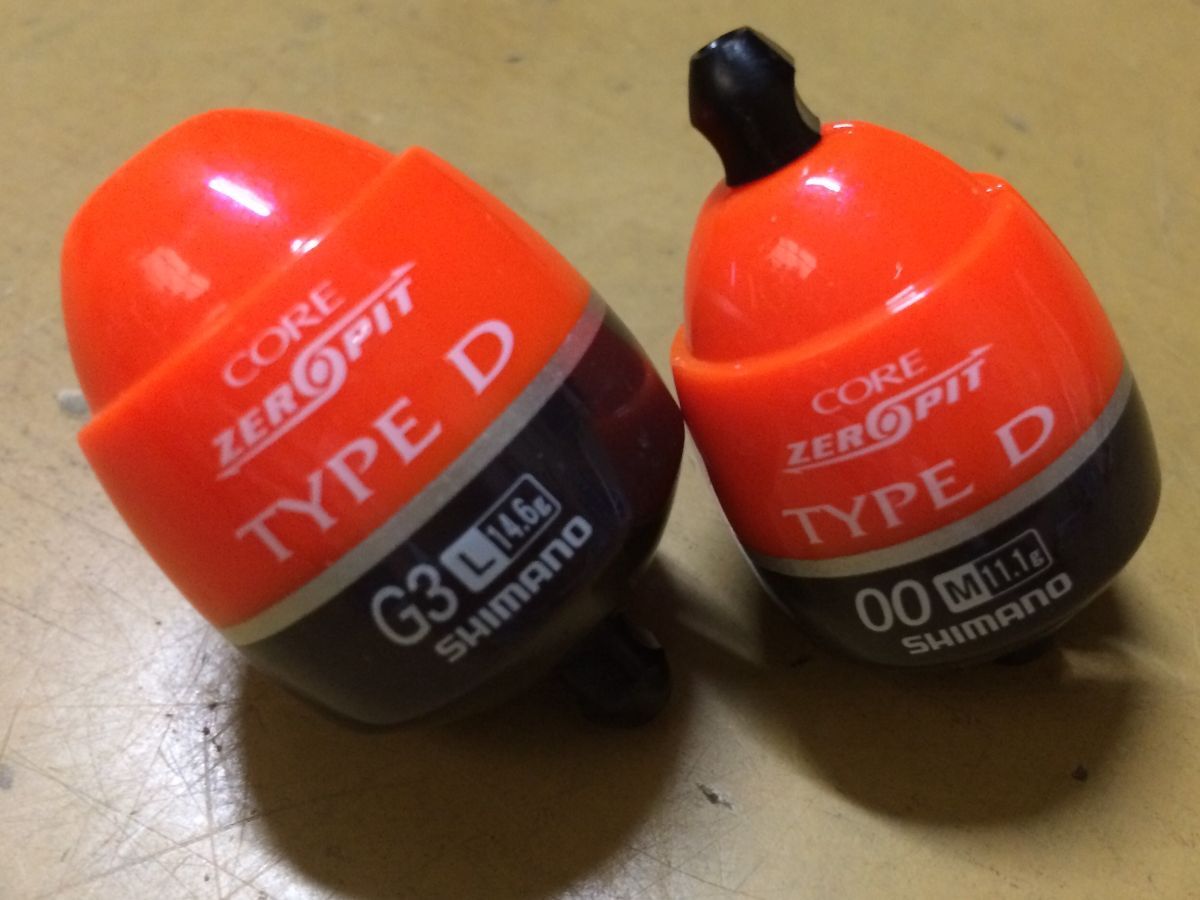 CORE
ZEROPIT
TYPE D
G3 L 14.6g
SHIMANO
CORE
ZEROPIT
TYPE D
00 M 11.1g
SHIMANO